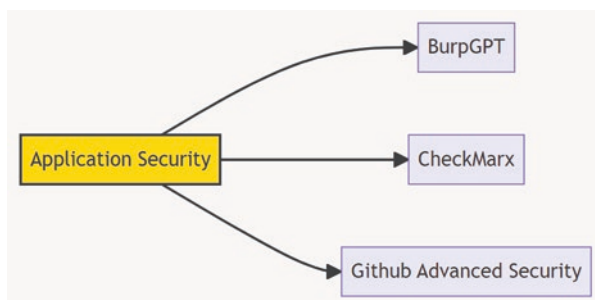 BurpGPT
Application Security
CheckMarx
Github Advanced Security